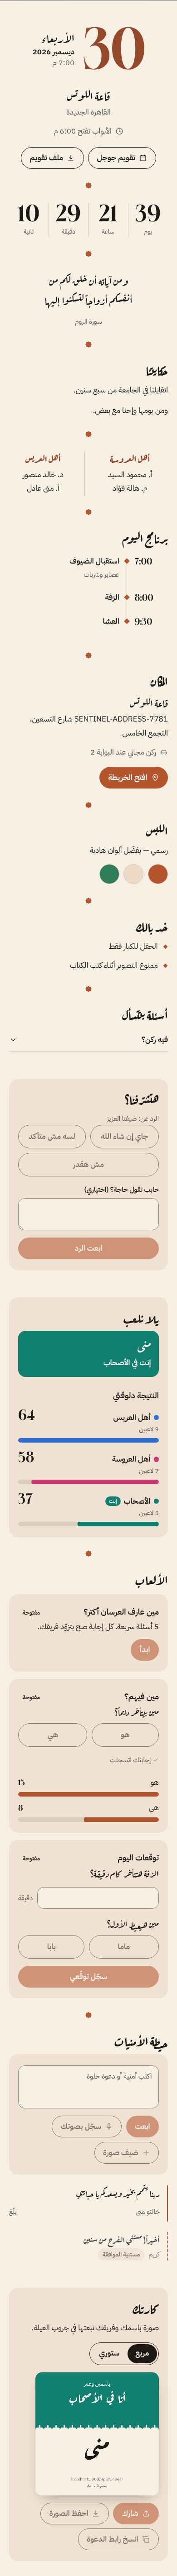 30
الأربعاء
ديسمبر 2026
7:00 م
قاعة اللوتس
القاهرة الجديدة
الأبواب تفتح 6:00 م
تقويم جوجل
ملف تقويم
39 21 29 10
يوم ساعة دقيقة ثانية
ومن آياته أن خلق لكم من
أنفسكم أزواجاً لتسكنوا إليها
سورة الروم
حكايتنا
اتقابلنا في الجامعة من سبع سنين.
ومن يومها وإحنا مع بعض.
أهل العروسة
أ. محمود السيد
م. هالة فؤاد
أهل العريس
د. خالد منصور
أ. منى عادل
برنامج اليوم
7:00 استقبال الضيوف
عصاير وشربات
8:00 الزفة
9:30 العشا
المكان
قاعة اللوتس
SENTINEL-ADDRESS-7781 شارع التسعين،
التجمع الخامس
ركن مجاني عند البوابة 2
افتح الخريطة
اللبس
رسمي — يفضّل ألوان هادية
خد بالك
الحفل للكبار فقط
ممنوع التصوير أثناء كتب الكتاب
أسئلة بتتسأل
فيه ركن؟
هتشرفنا؟
الرد عن: ضيفنا العزيز
جاي إن شاء الله
لسه مش متأكد
مش هقدر
حابب تقول حاجة؟ (اختياري)
ابعت الرد
يلا نلعب
منى
إنت في الأصحاب
النتيجة دلوقتي
أهل العريس 64
9 لاعبين
أهل العروسة 58
7 لاعبين
الأصحاب إنت 37
5 لاعبين
الألعاب
مين عارف العرسان أكتر؟ مفتوحة
5 أسئلة سريعة. كل إجابة صح بتزوّد فريقك.
ابدأ
مين فيهم؟ مفتوحة
مين بيتأخر دايماً؟
هو
هي
إجابتك اتسجلت
هو 15
هي 8
توقعات اليوم مفتوحة
الزفة هتتأخر كام دقيقة؟
دقيقة
مين هيعيط الأول؟
ماما
بابا
سجّل توقّعي
حيطة الأمنيات
اكتب أمنية أو دعوة حلوة
ابعت
سجّل بصوتك
ضيف صورة
ربنا يتمم بخير ويسعدكم يا حبايبي
خالتو منى
بلّغ
أخيراً! مستني الفرح من سنين
كريم
مستنية الموافقة
كارتك
صورة باسمك وفريقك تبعتها في جروب العيلة.
مربع
ستوري
ياسمين وعمر
أنا في الأصحاب
منى
شارك
احفظ الصورة
انسخ رابط الدعوة